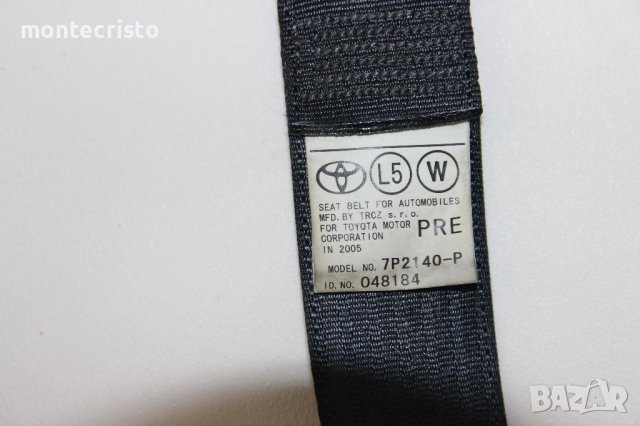 montecristo
L5 W
SEAT BELT FOR AUTOMOBILES
MFD. BY TRCZ s.r.o.
FOR TOYOTA MOTOR
CORPORATION
PRE
IN 2005
MODEL NO. 7P2140-P
ID. NO. 048184
BAZAR